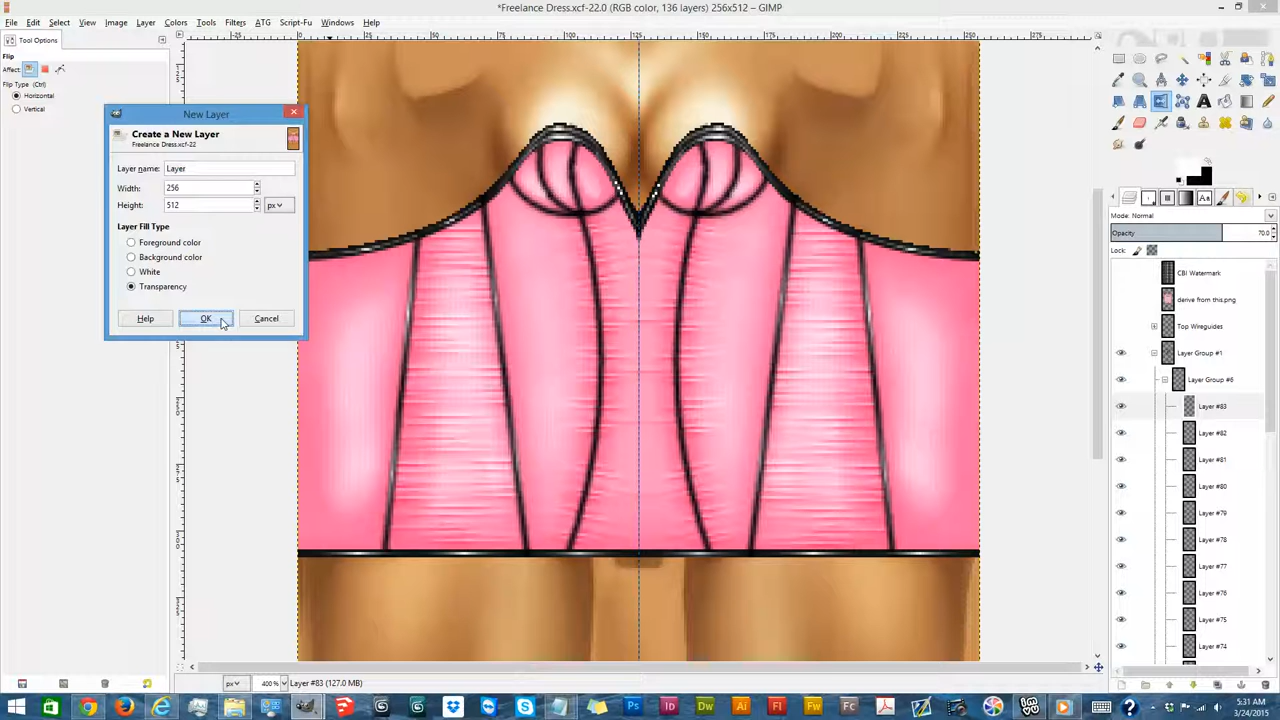 *Freelance Dress.xcf-22.0 (RGB color, 136 layers) 256x512 – GIMP
File Edit Select View Image Layer Colors Tools Filters ATG Script-Fu Windows Help
Tool Options
Flip
Affect:
Flip Type (Ctrl)
Horizontal
Vertical
New Layer
Create a New Layer
Freelance Dress.xcf-22
Layer name: Layer
Width: 256
Height: 512 px
Layer Fill Type
Foreground color
Background color
White
Transparency
Help OK Cancel
Mode: Normal
Opacity 70.0
Lock:
CBI Watermark
derive from this.png
Top Wireguides
Layer Group #1
Layer Group #6
Layer #83
Layer #82
Layer #81
Layer #80
Layer #79
Layer #78
Layer #77
Layer #76
Layer #75
Layer #74
px 400% Layer #83 (127.0 MB)
5:31 AM
3/24/2015